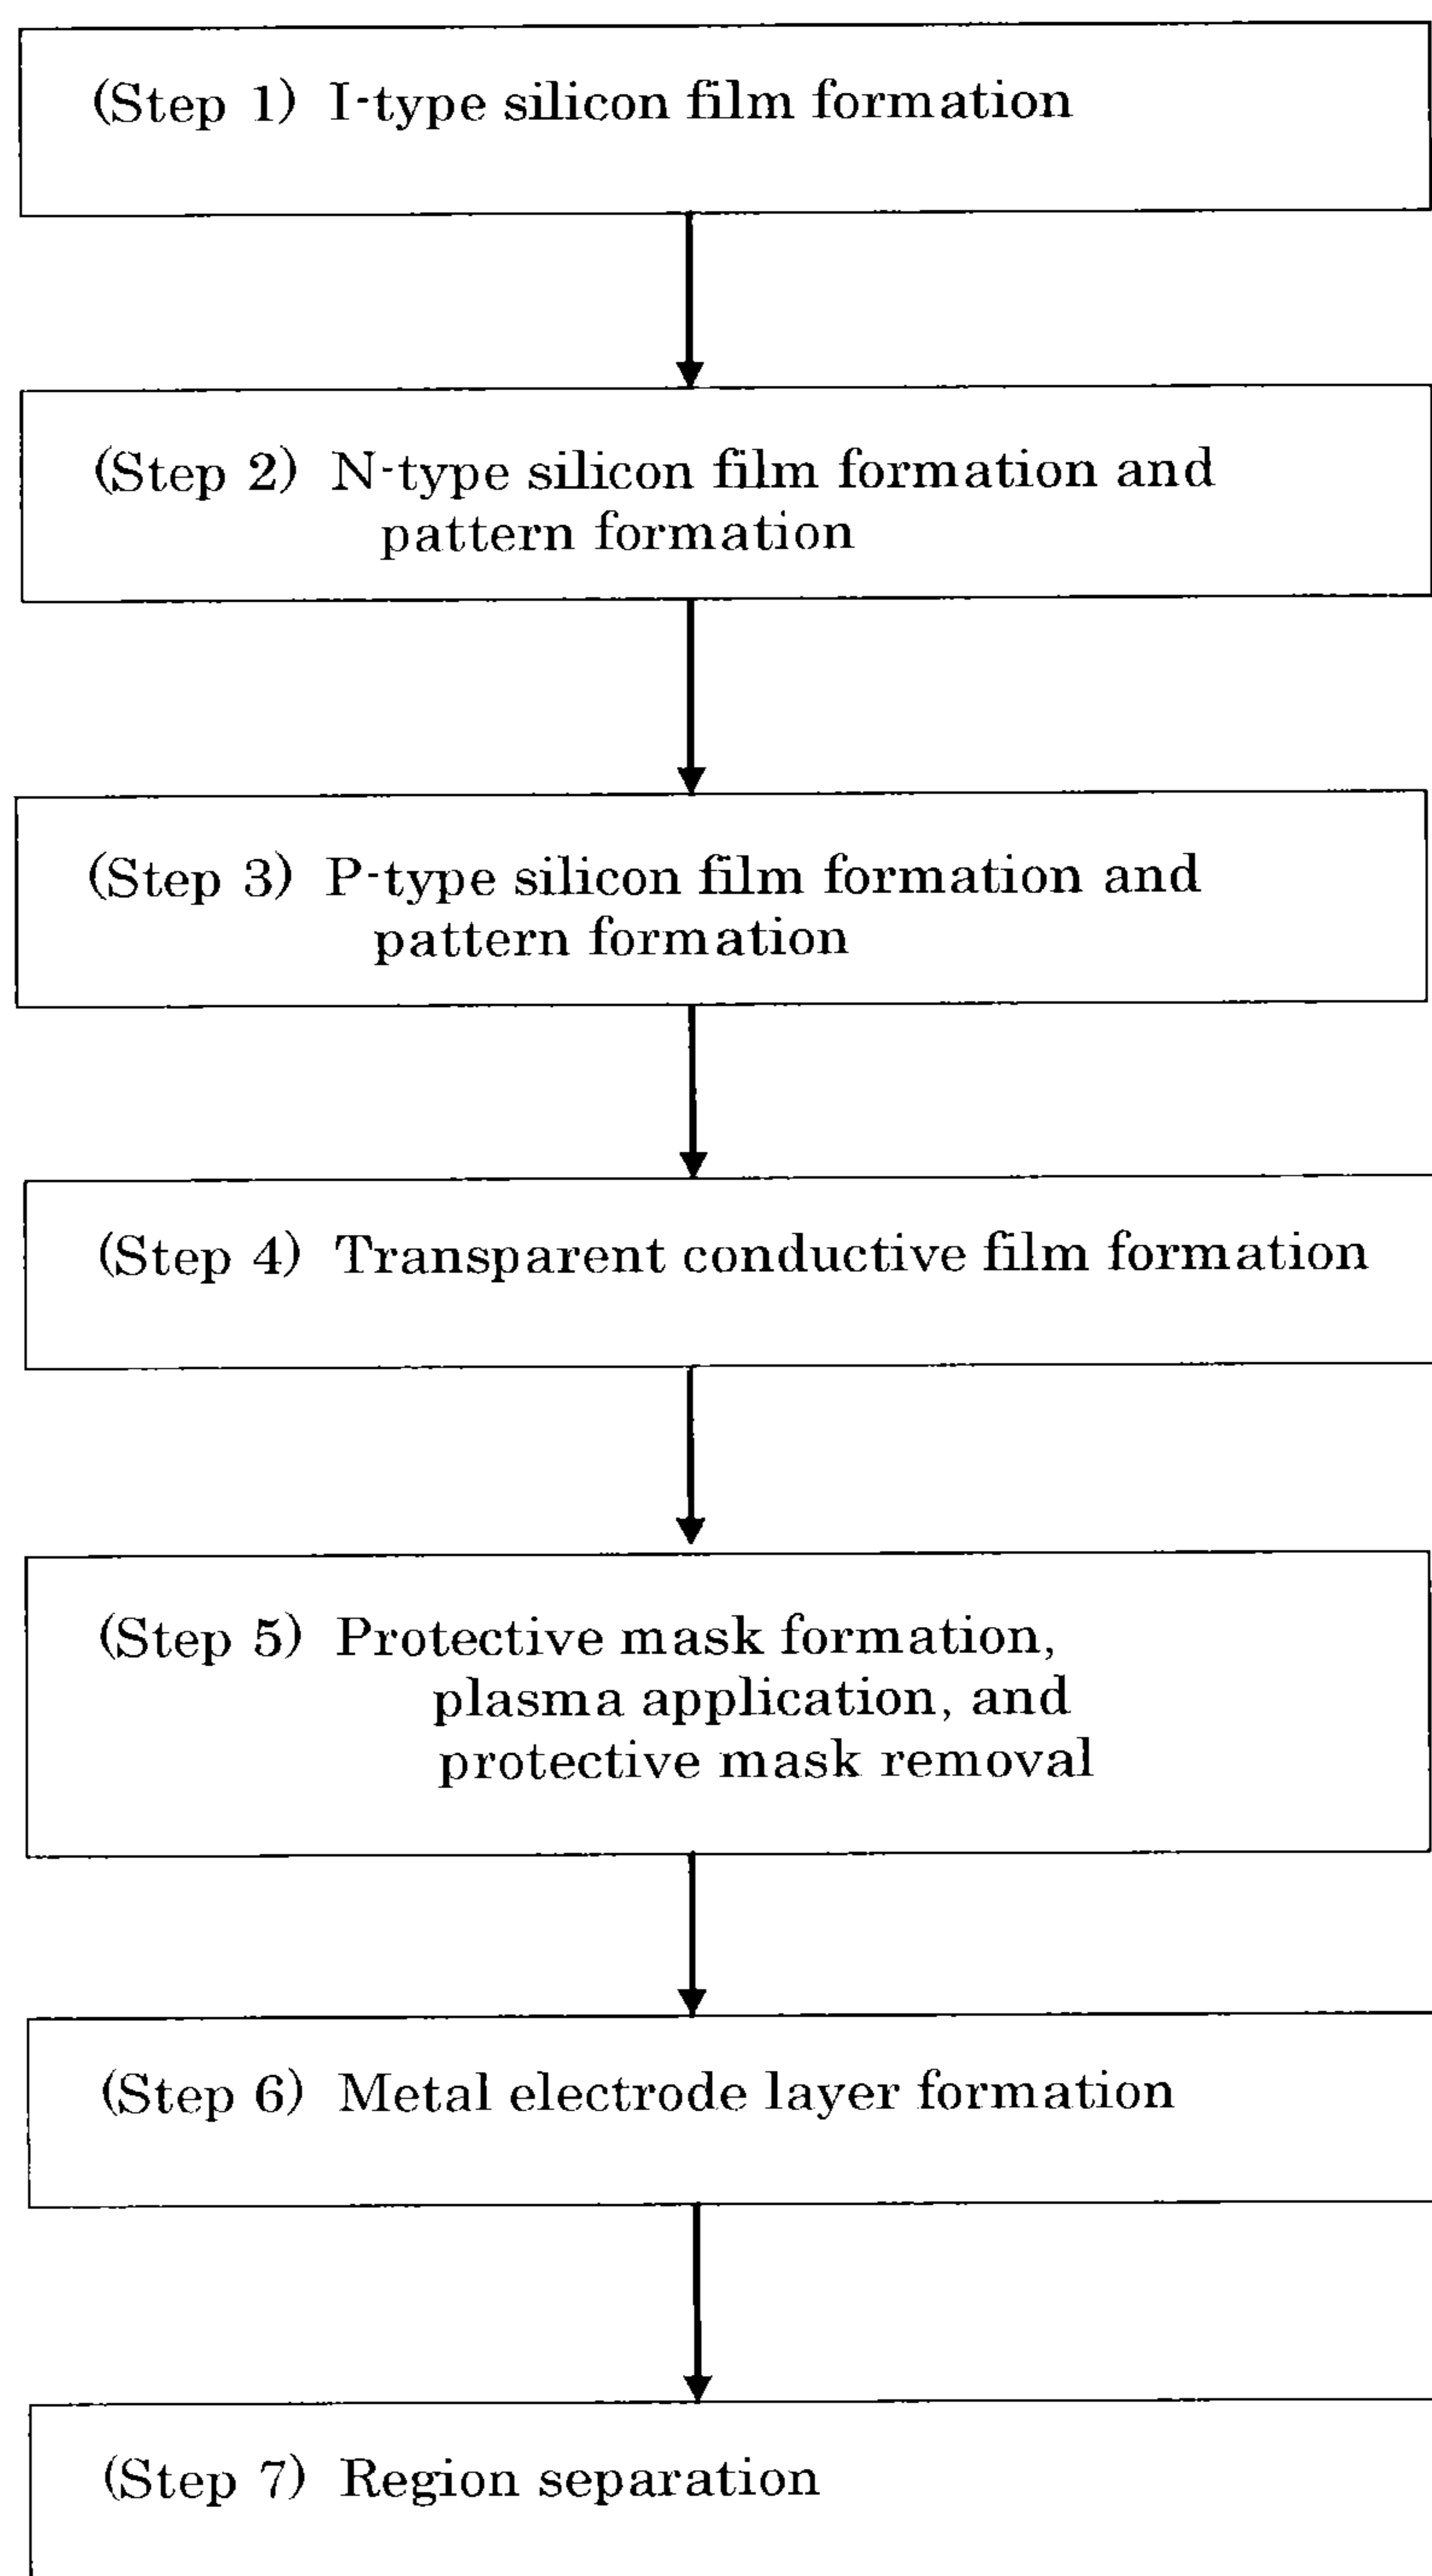 (Step 1) I-type silicon film formation
(Step 2) N-type silicon film formation and
pattern formation
(Step 3) P-type silicon film formation and
pattern formation
(Step 4) Transparent conductive film formation
(Step 5) Protective mask formation,
plasma application, and
protective mask removal
(Step 6) Metal electrode layer formation
(Step 7) Region separation